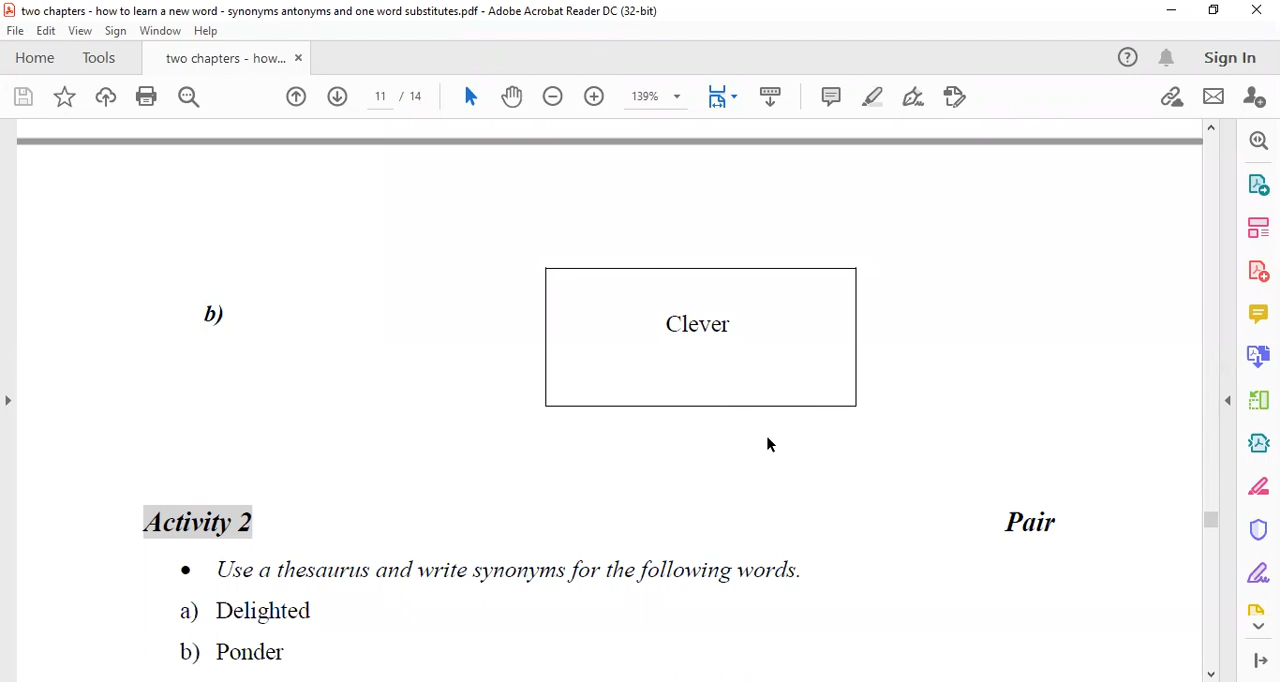 two chapters - how to learn a new word - synonyms antonyms and one word substitutes.pdf - Adobe Acrobat Reader DC (32-bit)
File Edit View Sign Window Help
Home Tools two chapters - how... × Sign In
11 / 14 139%
b) Clever
Activity 2 Pair
• Use a thesaurus and write synonyms for the following words.
a) Delighted
b) Ponder